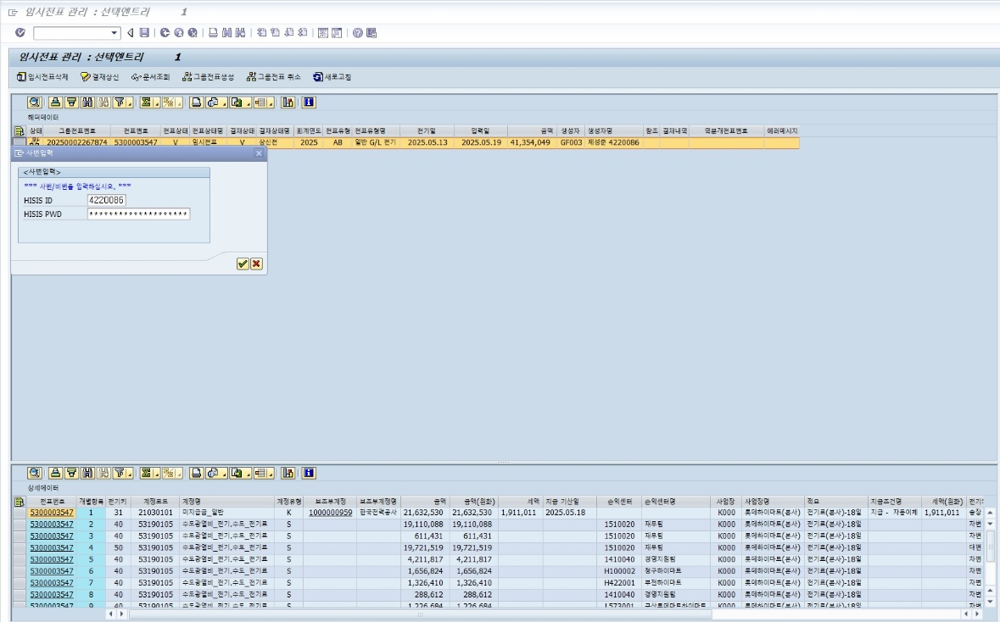 임시전표 관리 : 선택엔트리 1
임시전표 관리 : 선택엔트리 1
임시전표삭제 결재상신 문서조회 그룹전표생성 그룹전표 취소 새로고침
헤더데이터
상태 그룹전표번호 전표번호 전표상태 전표상태명 결재상태 결재상태명 회계연도 전표유형 전표유형명 전기일 입력일 금액 생성자 생성자명 참조 결재내역 역분개전표번호 에러메시지
20250002267874 5300003547 V 임시전표 V 상신전 2025 AB 일반 G/L 전기 2025.05.13 2025.05.19 41,354,049 GF003 제성준 4220086
사번입력
<사번입력>
*** 사번/비번을 입력하십시오. ***
HISIS ID 4220086
HISIS PWD ********************
상세데이터
전표번호 개별항목 전기키 계정코드 계정명 계정유형 보조부계정 보조부계정명 금액 금액(원화) 세액 지급 기산일 손익센터 손익센터명 사업장 사업장명 적요 지급조건명 세액(원화)
5300003547 1 31 21030101 미지급금_일반 K 1000000959 한국전력공사 21,632,530 21,632,530 1,911,011 2025.05.18 K000 롯데하이마트(본사) 전기료(본사)-18일 지급 - 자동이체 1,911,011 송장
5300003547 2 40 53190105 수도광열비_전기,수도_전기료 S 19,110,088 19,110,088 1510020 재무팀 K000 롯데하이마트(본사) 전기료(본사)-18일 차변
5300003547 3 40 53190105 수도광열비_전기,수도_전기료 S 611,431 611,431 1510020 재무팀 K000 롯데하이마트(본사) 전기료(본사)-18일 차변
5300003547 4 50 53190105 수도광열비_전기,수도_전기료 S 19,721,519 19,721,519 1510020 재무팀 K000 롯데하이마트(본사) 전기료(본사)-18일 대변
5300003547 5 40 53190105 수도광열비_전기,수도_전기료 S 4,211,817 4,211,817 1410040 경영지원팀 K000 롯데하이마트(본사) 전기료(본사)-18일 차변
5300003547 6 40 53190105 수도광열비_전기,수도_전기료 S 1,656,824 1,656,824 H100002 청구하이마트 K000 롯데하이마트(본사) 전기료(본사)-18일 차변
5300003547 7 40 53190105 수도광열비_전기,수도_전기료 S 1,326,410 1,326,410 H422001 부전하이마트 K000 롯데하이마트(본사) 전기료(본사)-18일 차변
5300003547 8 40 53190105 수도광열비_전기,수도_전기료 S 288,612 288,612 1410040 경영지원팀 K000 롯데하이마트(본사) 전기료(본사)-18일 차변
5300003547 9 40 53190105 수도광열비_전기,수도_전기료 S 1,226,684 1,226,684 L573001 군산롯데마트하이마트 K000 롯데하이마트(본사) 전기료(본사)-18일 차변